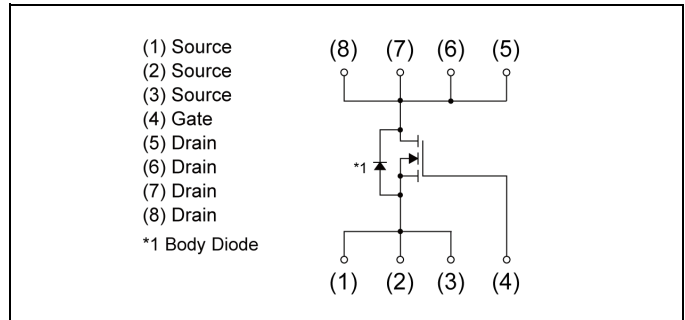 (1) Source
(2) Source
(3) Source
(4) Gate
(5) Drain
(6) Drain
(7) Drain
(8) Drain
*1 Body Diode
(8) (7) (6) (5)
*1
(1) (2) (3) (4)